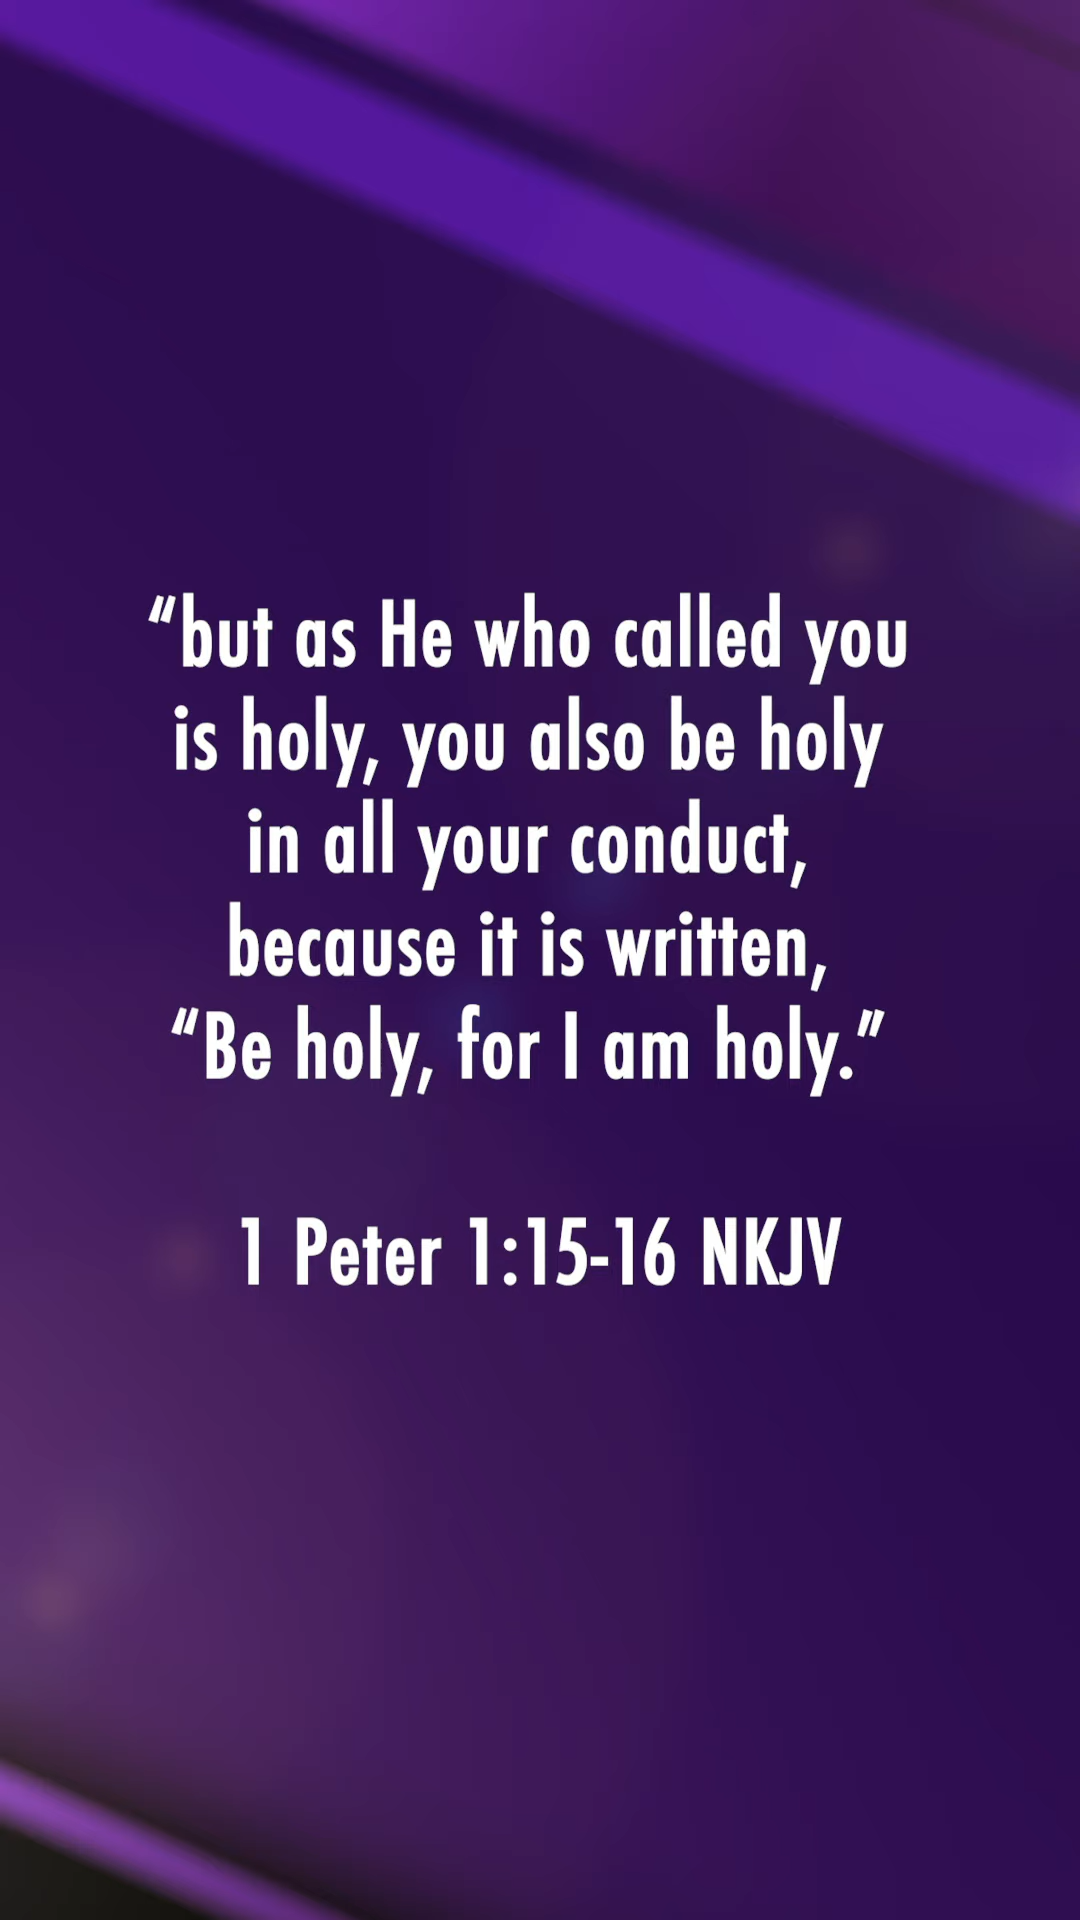 “but as He who called you
is holy, you also be holy
in all your conduct,
because it is written,
“Be holy, for I am holy.”
1 Peter 1:15-16 NKJV